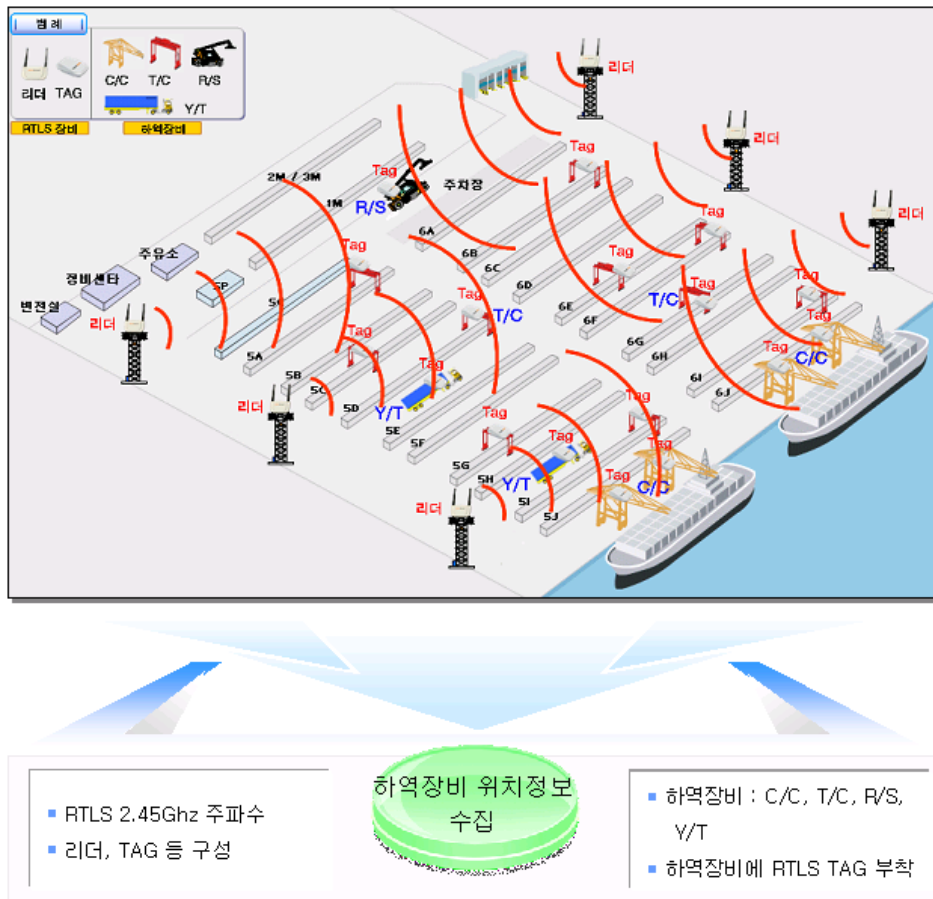 범 례
리더 TAG
C/C T/C R/S
Y/T
RTLS 장비
하역장비
리더
리더
리더
Tag
Tag
2M / 3M
1M
R/S
주차장
6A
6B
6C
6D
6E
6F
6G
6H
6I
6J
Tag
Tag
Tag
Tag
T/C
Tag
Tag
Tag
C/C
주유소
정비센타
변전실
5P
리더
Tag
Tag
T/C
5A
5B
5C
5D
5E
5F
Tag
Tag
Y/T
리더
Tag
Tag
Tag
Tag
Tag
5G
5H
5I
5J
Y/T
C/C
리더
하역장비 위치정보
수집
RTLS 2.45Ghz 주파수
리더, TAG 등 구성
하역장비 : C/C, T/C, R/S,
Y/T
하역장비에 RTLS TAG 부착